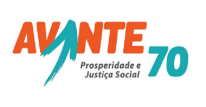 AVANTE
Prosperidade e
Justiça Social
70